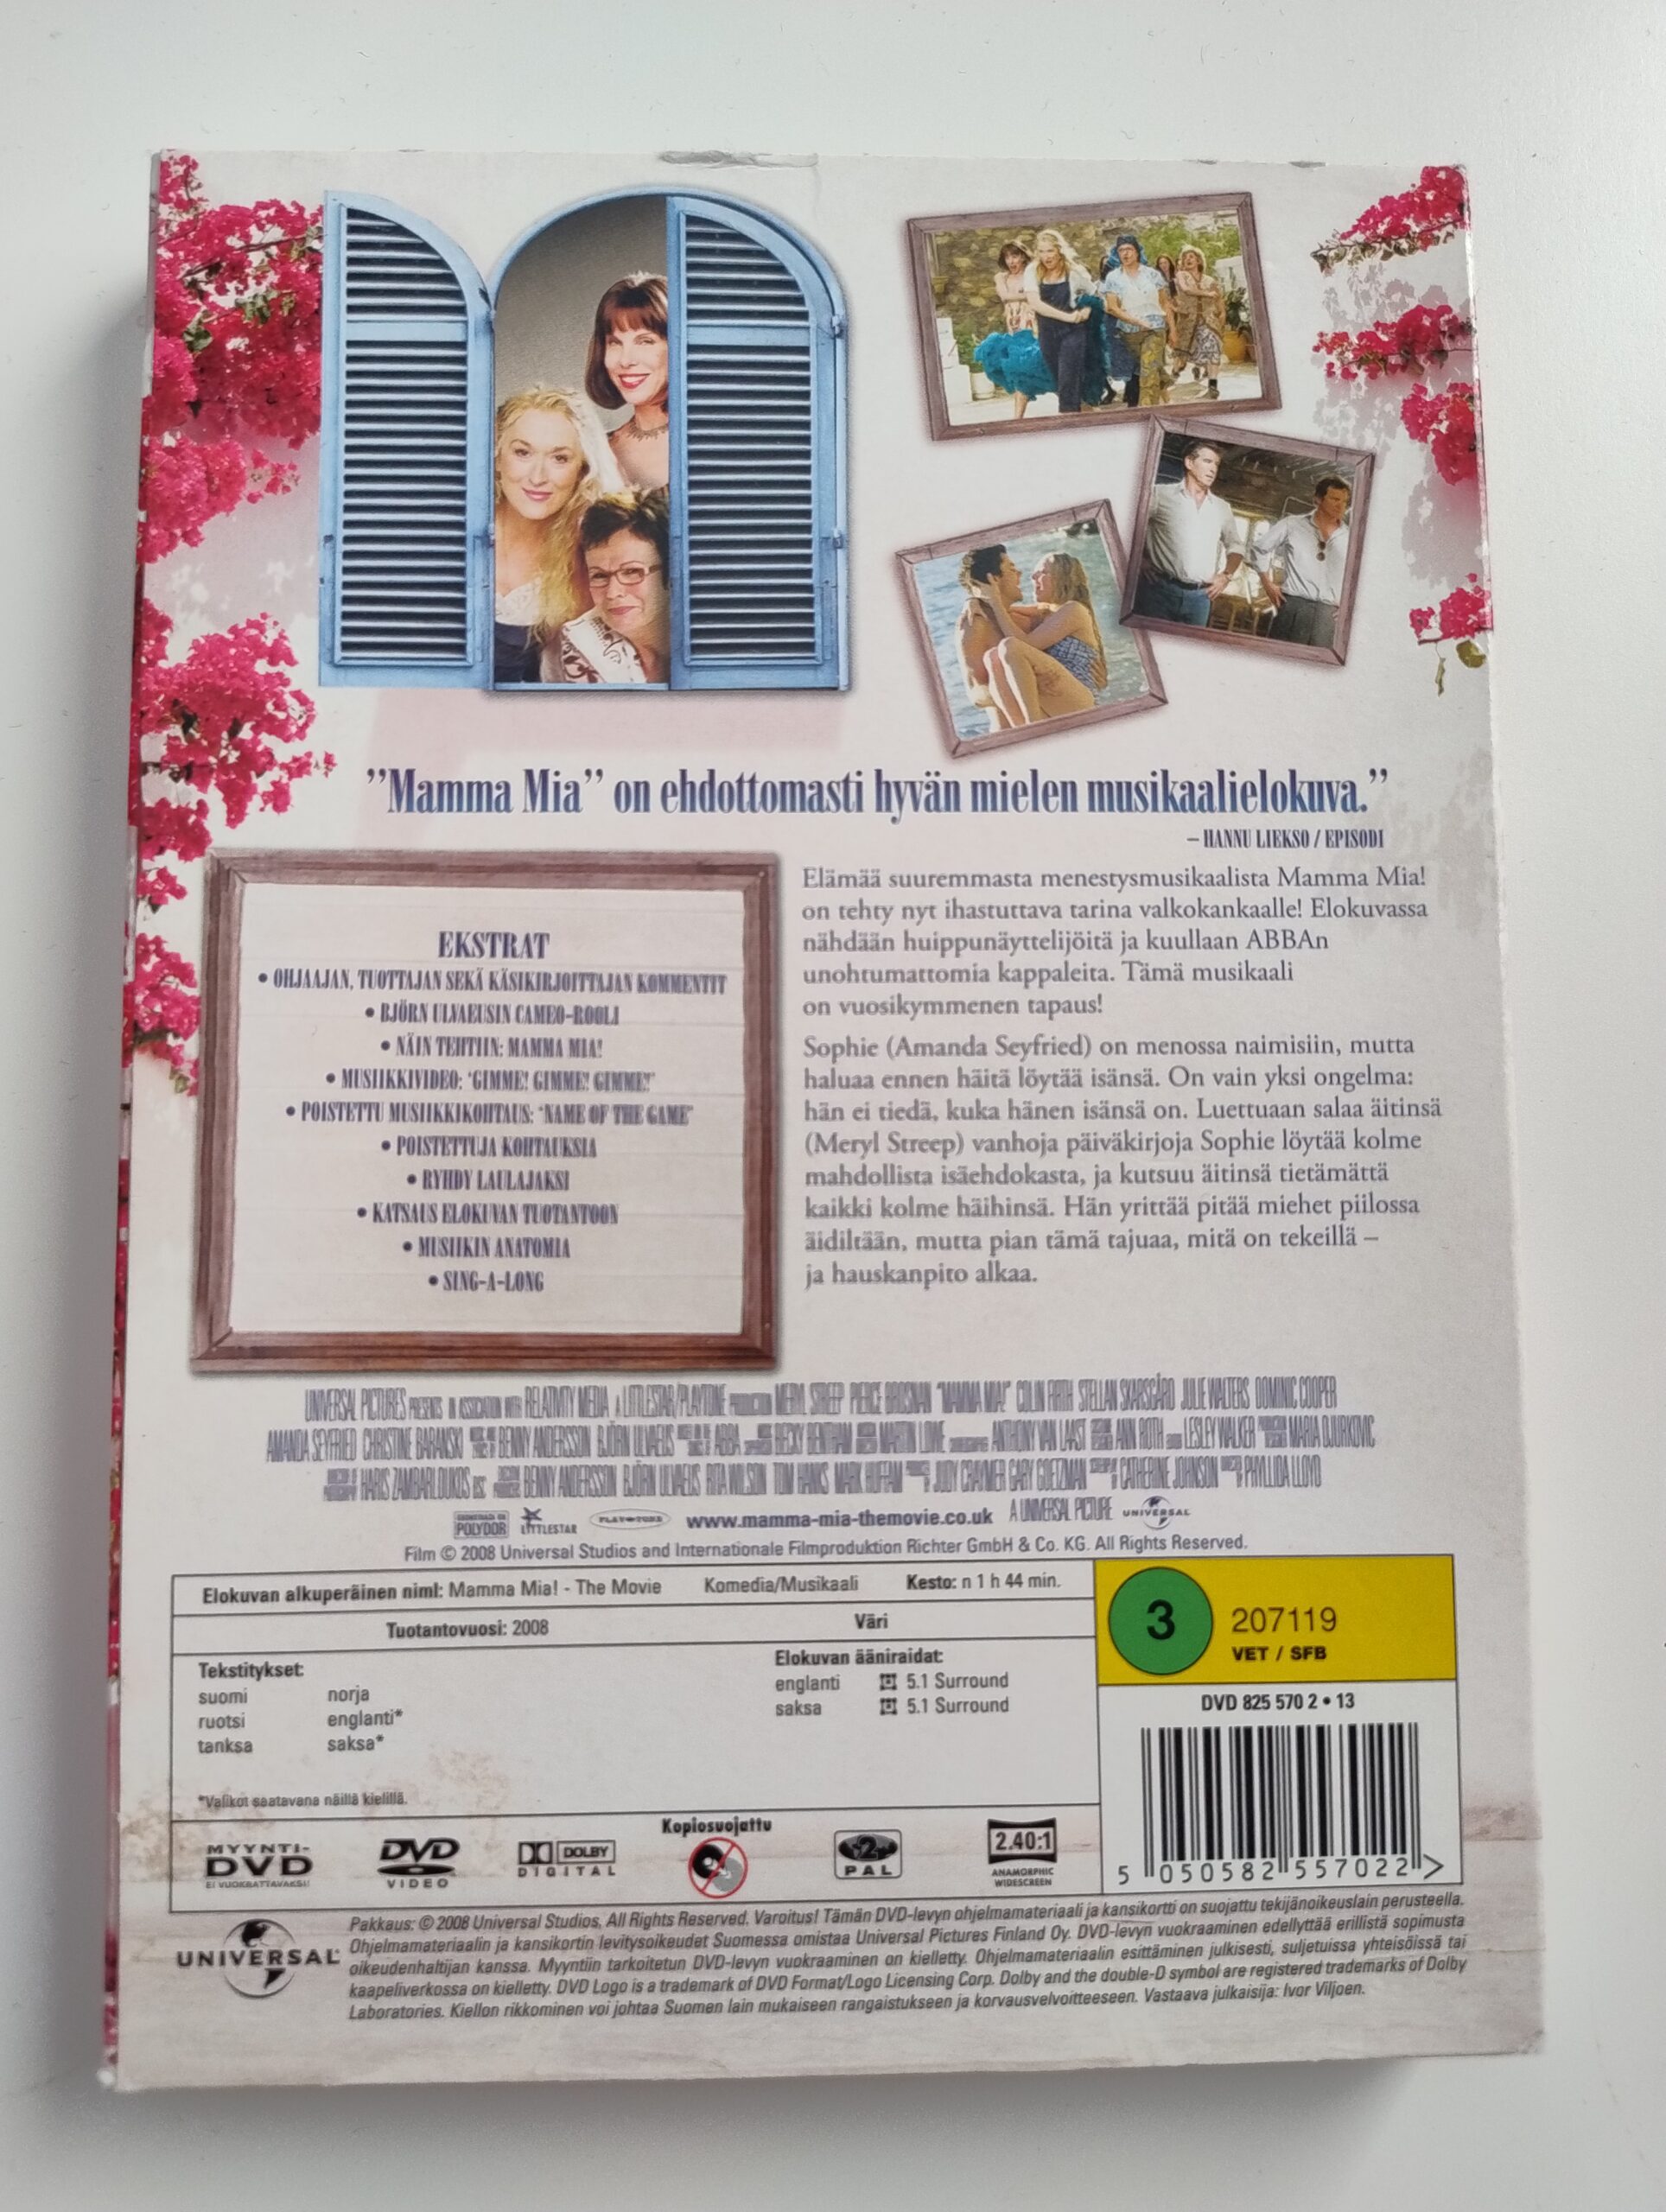 ”Mamma Mia” on ehdottomasti hyvän mielen musikaalielokuva.”
– HANNU LIEKSO / EPISODI
EKSTRAT
• OHJAAJAN, TUOTTAJAN SEKÄ KÄSIKIRJOITTAJAN KOMMENTIT
• BJÖRN ULVAEUSIN CAMEO-ROOLI
• NÄIN TEHTIIN: MAMMA MIA!
• MUSIIKKIVIDEO: ‘GIMME! GIMME! GIMME!’
• POISTETTU MUSIIKKIKOHTAUS: ‘NAME OF THE GAME’
• POISTETTUJA KOHTAUKSIA
• RYHDY LAULAJAKSI
• KATSAUS ELOKUVAN TUOTANTOON
• MUSIIKIN ANATOMIA
• SING-A-LONG
Elämää suuremmasta menestysmusikaalista Mamma Mia!
on tehty nyt ihastuttava tarina valkokankaalle! Elokuvassa
nähdään huippunäyttelijöitä ja kuullaan ABBAn
unohtumattomia kappaleita. Tämä musikaali
on vuosikymmenen tapaus!
Sophie (Amanda Seyfried) on menossa naimisiin, mutta
haluaa ennen häitä löytää isänsä. On vain yksi ongelma:
hän ei tiedä, kuka hänen isänsä on. Luettuaan salaa äitinsä
(Meryl Streep) vanhoja päiväkirjoja Sophie löytää kolme
mahdollista isäehdokasta, ja kutsuu äitinsä tietämättä
kaikki kolme häihinsä. Hän yrittää pitää miehet piilossa
äidiltään, mutta pian tämä tajuaa, mitä on tekeillä –
ja hauskanpito alkaa.
UNIVERSAL PICTURES PRESENTS IN ASSOCIATION WITH RELATIVITY MEDIA A LITTLESTAR/PLAYTONE PRODUCTION MERYL STREEP PIERCE BROSNAN "MAMMA MIA!" COLIN FIRTH STELLAN SKARSGÅRD JULIE WALTERS DOMINIC COOPER
AMANDA SEYFRIED CHRISTINE BARANSKI BENNY ANDERSSON BJÖRN ULVAEUS ABBA BECKY BENTHAM MARTIN LOWE ANTHONY VAN LAAST ANN ROTH LESLEY WALKER MARIA DJURKOVIC
HARIS ZAMBARLOUKOS BSC BENNY ANDERSSON BJÖRN ULVAEUS RITA WILSON TOM HANKS MARK HUFFAM JUDY CRAYMER GARY GOETZMAN CATHERINE JOHNSON PHYLLIDA LLOYD
POLYDOR LITTLESTAR PLAY-TONE www.mamma-mia-themovie.co.uk A UNIVERSAL PICTURE UNIVERSAL
Film © 2008 Universal Studios and Internationale Filmproduktion Richter GmbH & Co. KG. All Rights Reserved.
Elokuvan alkuperäinen niml: Mamma Mia! - The Movie Komedia/Musikaali Kesto: n 1 h 44 min.
Tuotantovuosi: 2008 Väri
Tekstitykset:
suomi norja
ruotsi englanti*
tanksa saksa*
*Valikot saatavana näillä kielillä.
Elokuvan ääniraidat:
englanti 5.1 Surround
saksa 5.1 Surround
3 207119
VET / SFB
DVD 825 570 2 • 13
5 050582 557022 >
MYYNTI-
DVD
EI VUOKRATTAVAKSI!
DVD
VIDEO
DOLBY
DIGITAL
Kopiosuojattu
2
PAL
2.40:1
ANAMORPHIC
WIDESCREEN
UNIVERSAL
Pakkaus: © 2008 Universal Studios, All Rights Reserved. Varoitus! Tämän DVD-levyn ohjelmamateriaali ja kansikortti on suojattu tekijänoikeuslain perusteella.
Ohjelmamateriaalin ja kansikortin levitysoikeudet Suomessa omistaa Universal Pictures Finland Oy. DVD-levyn vuokraaminen edellyttää erillistä sopimusta
oikeudenhaltijan kanssa. Myyntiin tarkoitetun DVD-levyn vuokraaminen on kielletty. Ohjelmamateriaalin esittäminen julkisesti, suljetuissa yhteisöissä tai
kaapeliverkossa on kielletty. DVD Logo is a trademark of DVD Format/Logo Licensing Corp. Dolby and the double-D symbol are registered trademarks of Dolby
Laboratories. Kiellon rikkominen voi johtaa Suomen lain mukaiseen rangaistukseen ja korvausvelvoitteeseen. Vastaava julkaisija: Ivor Viljoen.